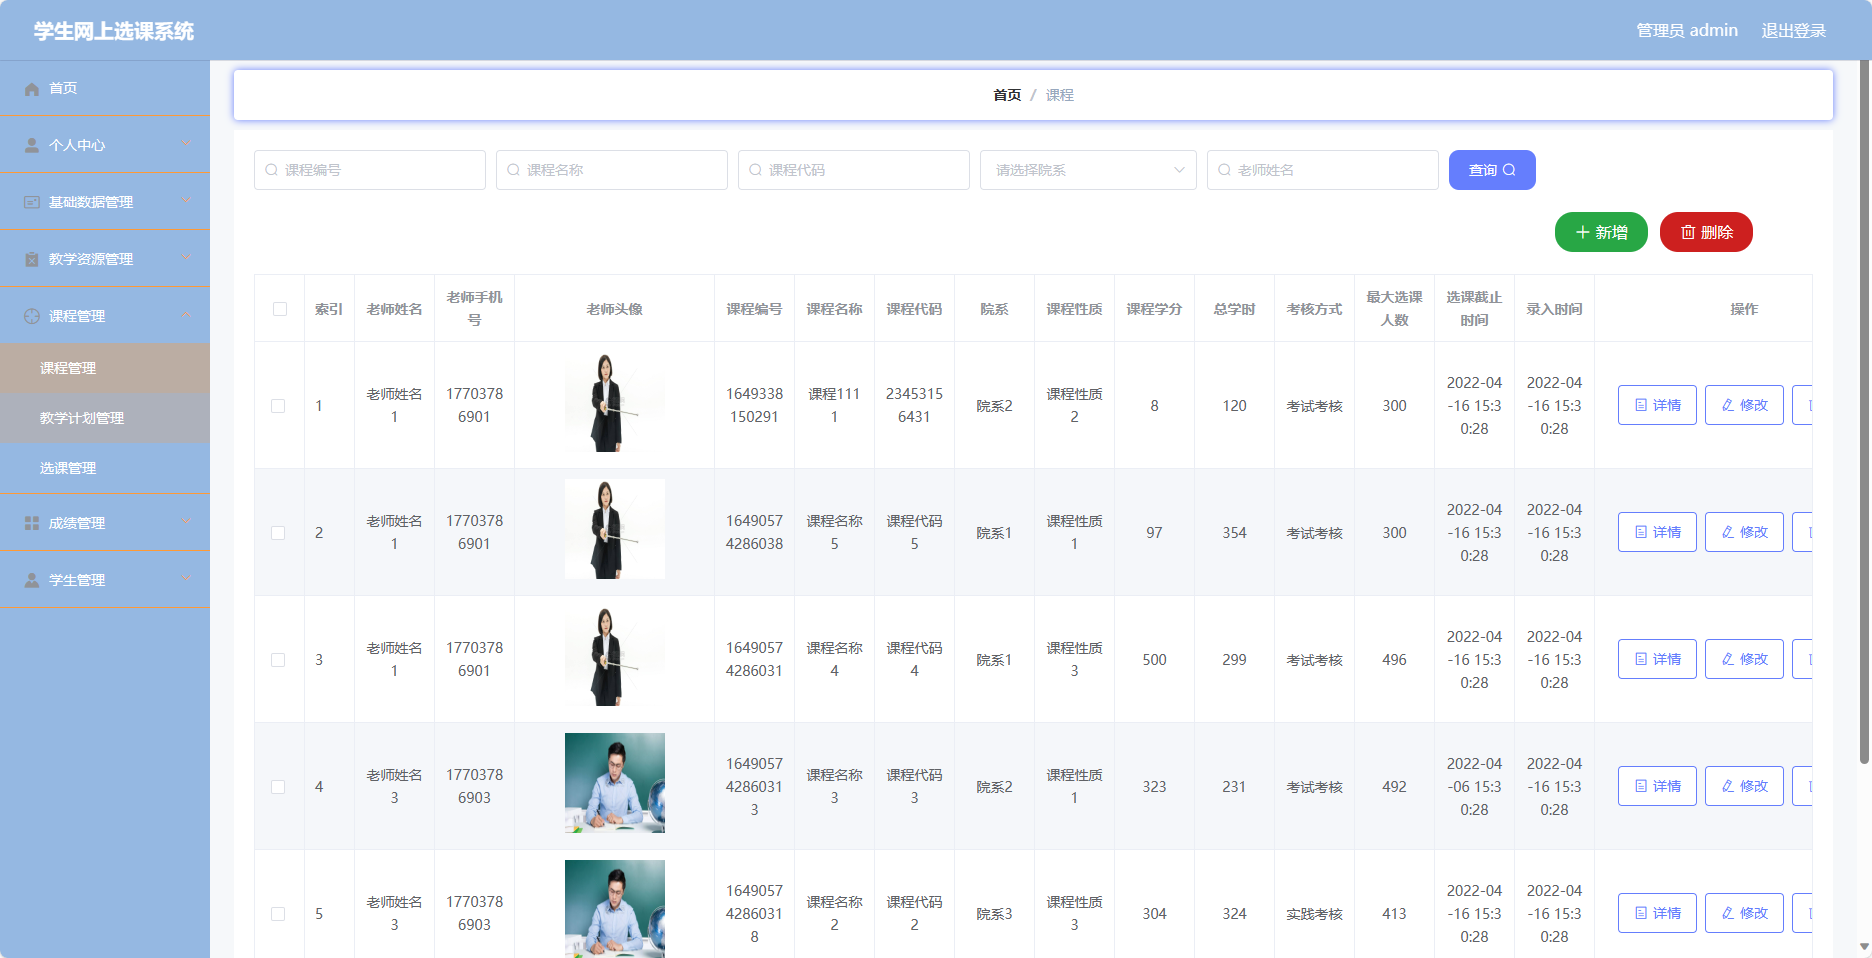 学生网上选课系统
管理员 admin 退出登录
首页
个人中心
基础数据管理
教学资源管理
课程管理
课程管理
教学计划管理
选课管理
成绩管理
学生管理
首页 / 课程
课程编号 课程名称 课程代码 请选择院系 老师姓名 查询
新增 删除
索引 老师姓名 老师手机号 老师头像 课程编号 课程名称 课程代码 院系 课程性质 课程学分 总学时 考核方式 最大选课人数 选课截止时间 录入时间 操作
1 老师姓名1 17703786901 1649338150291 课程1111 23453156431 院系2 课程性质2 8 120 考试考核 300 2022-04-16 15:30:28 2022-04-16 15:30:28 详情 修改
2 老师姓名1 17703786901 16490574286038 课程名称5 课程代码5 院系1 课程性质1 97 354 考试考核 300 2022-04-16 15:30:28 2022-04-16 15:30:28 详情 修改
3 老师姓名1 17703786901 16490574286031 课程名称4 课程代码4 院系1 课程性质3 500 299 考试考核 496 2022-04-16 15:30:28 2022-04-16 15:30:28 详情 修改
4 老师姓名3 17703786903 164905742860313 课程名称3 课程代码3 院系2 课程性质1 323 231 考试考核 492 2022-04-06 15:30:28 2022-04-16 15:30:28 详情 修改
5 老师姓名3 17703786903 164905742860318 课程名称2 课程代码2 院系3 课程性质3 304 324 实践考核 413 2022-04-16 15:30:28 2022-04-16 15:30:28 详情 修改